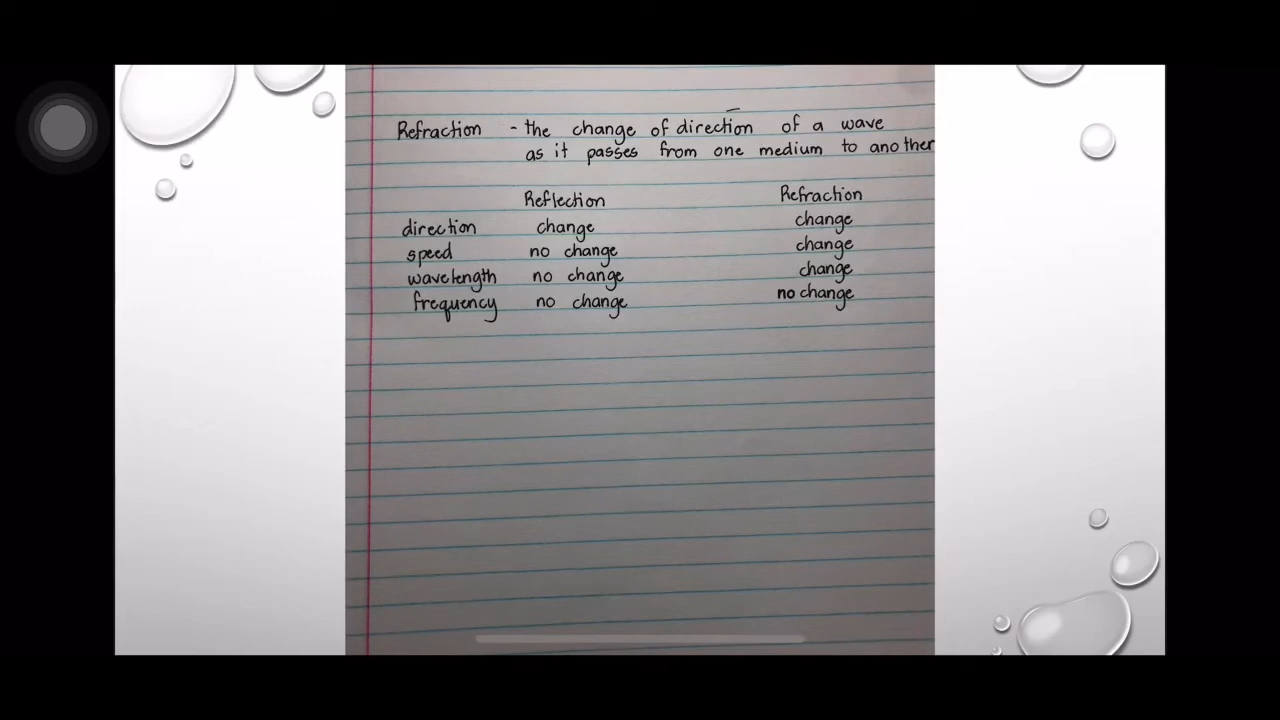 Refraction - the change of direction of a wave
as it passes from one medium to another
Reflection Refraction
direction change change
speed no change change
wavelength no change change
frequency no change no change